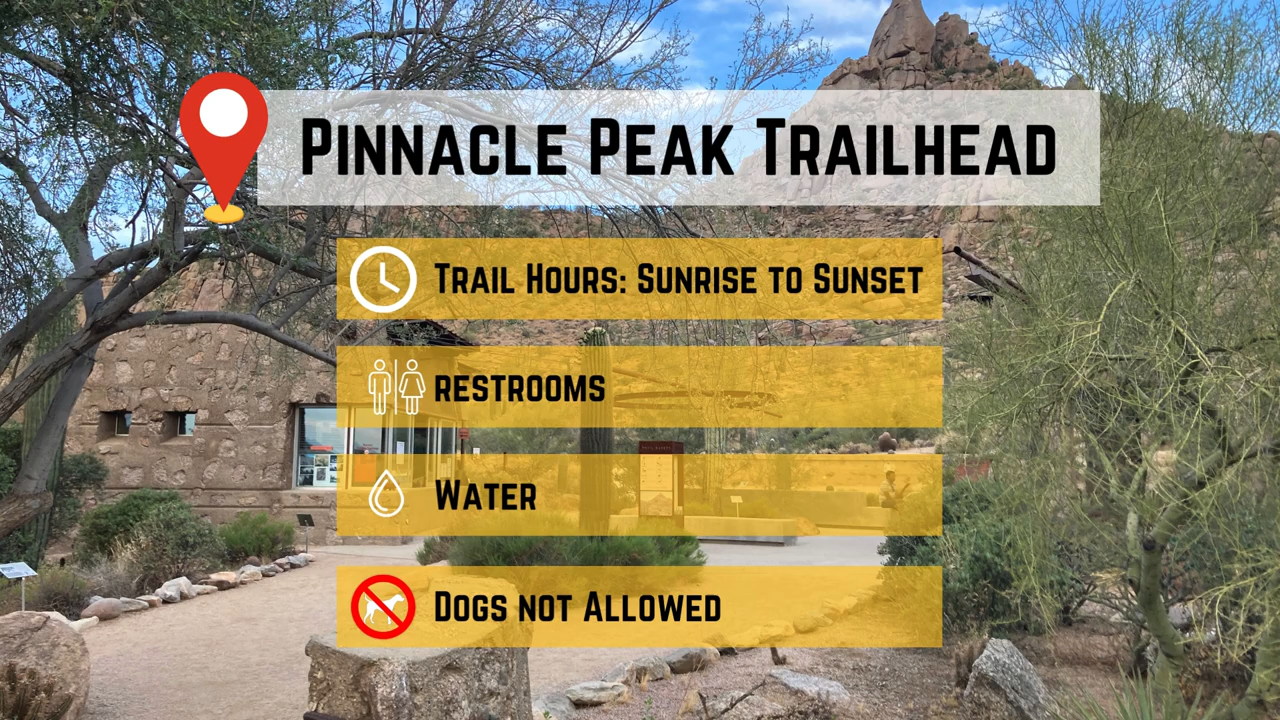 Pinnacle Peak Trailhead
Trail Hours: Sunrise to Sunset
restrooms
Water
Dogs not Allowed